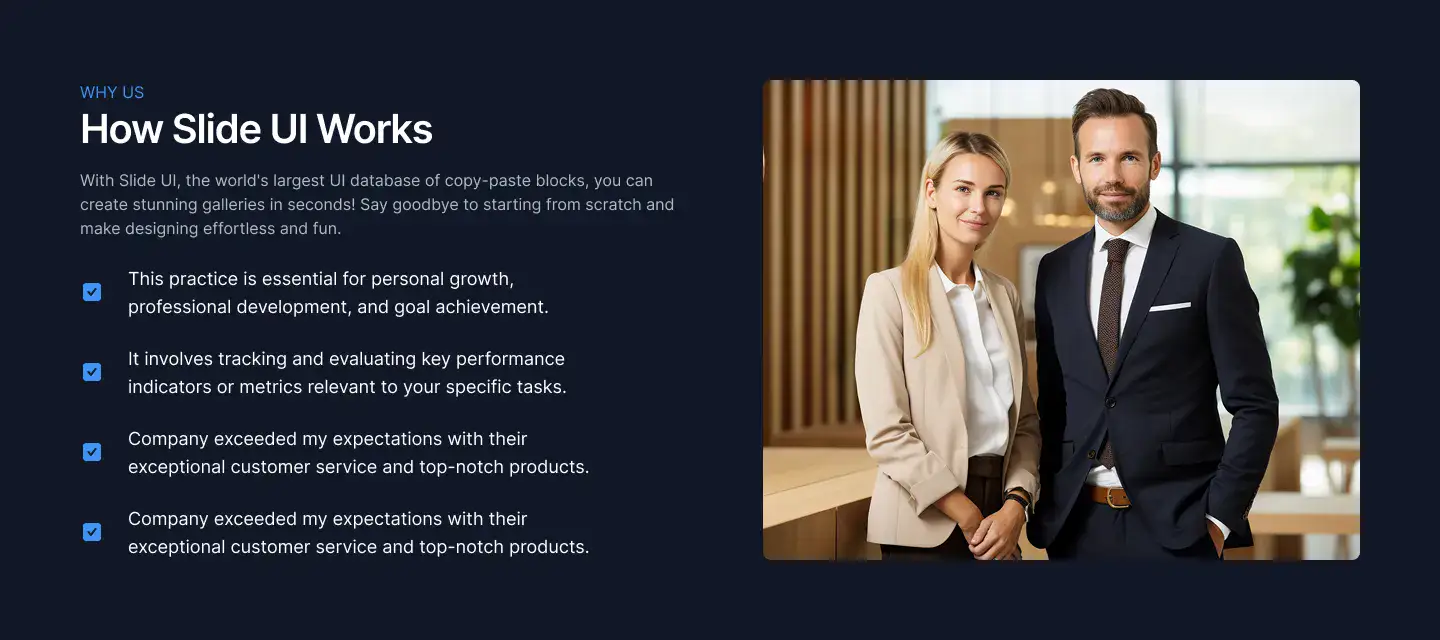 WHY US
How Slide UI Works
With Slide UI, the world's largest UI database of copy-paste blocks, you can
create stunning galleries in seconds! Say goodbye to starting from scratch and
make designing effortless and fun.
This practice is essential for personal growth,
professional development, and goal achievement.
It involves tracking and evaluating key performance
indicators or metrics relevant to your specific tasks.
Company exceeded my expectations with their
exceptional customer service and top-notch products.
Company exceeded my expectations with their
exceptional customer service and top-notch products.